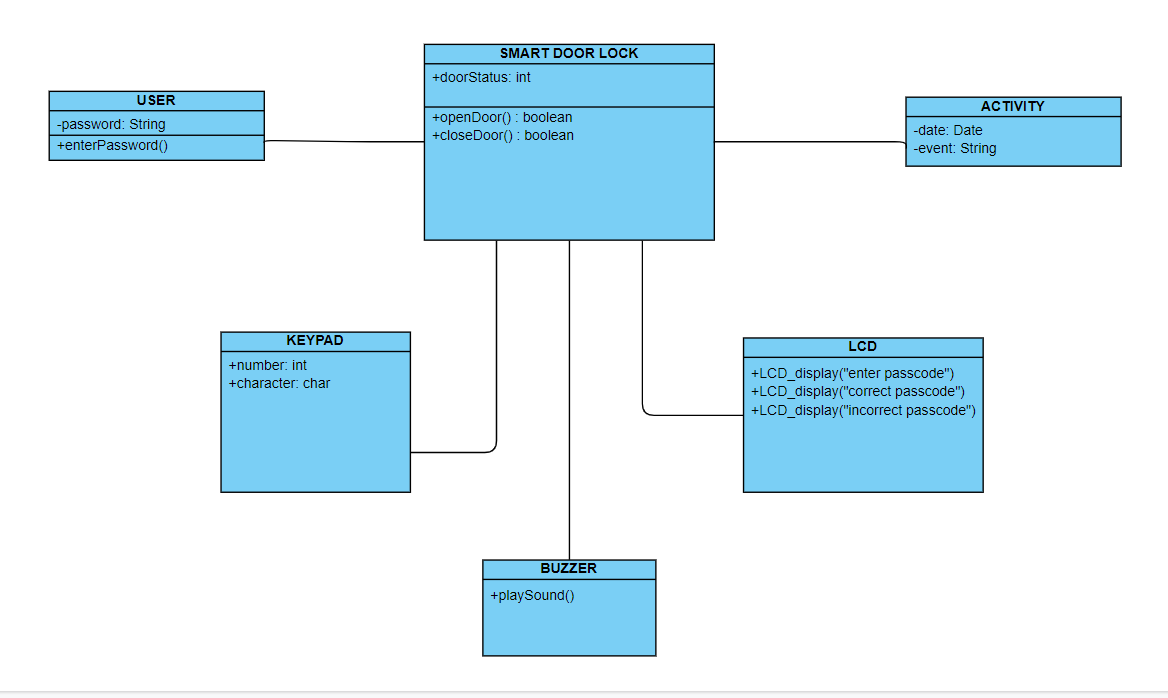 SMART DOOR LOCK
+doorStatus: int
+openDoor() : boolean
+closeDoor() : boolean
USER
-password: String
+enterPassword()
ACTIVITY
-date: Date
-event: String
KEYPAD
+number: int
+character: char
LCD
+LCD_display("enter passcode")
+LCD_display("correct passcode")
+LCD_display("incorrect passcode")
BUZZER
+playSound()